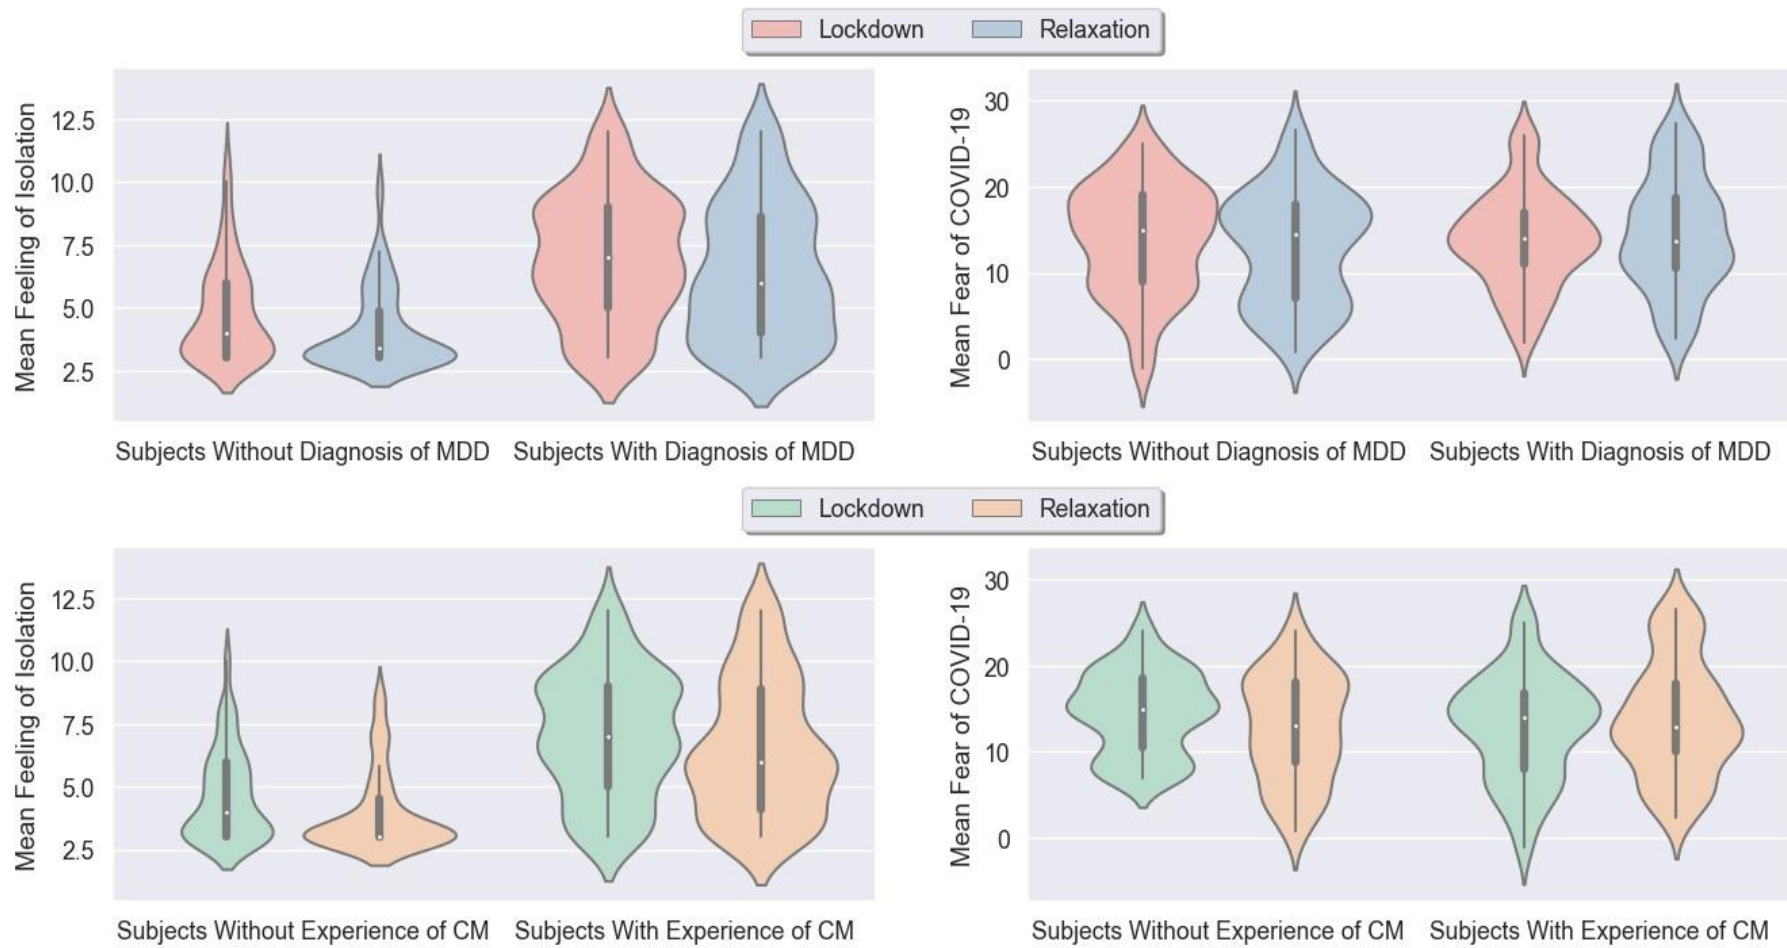 Lockdown Relaxation
Mean Feeling of Isolation
12.5
10.0
7.5
5.0
2.5
Subjects Without Diagnosis of MDD Subjects With Diagnosis of MDD
Mean Fear of COVID-19
30
20
10
0
Subjects Without Diagnosis of MDD Subjects With Diagnosis of MDD
Lockdown Relaxation
Mean Feeling of Isolation
12.5
10.0
7.5
5.0
2.5
Subjects Without Experience of CM Subjects With Experience of CM
Mean Fear of COVID-19
30
20
10
0
Subjects Without Experience of CM Subjects With Experience of CM